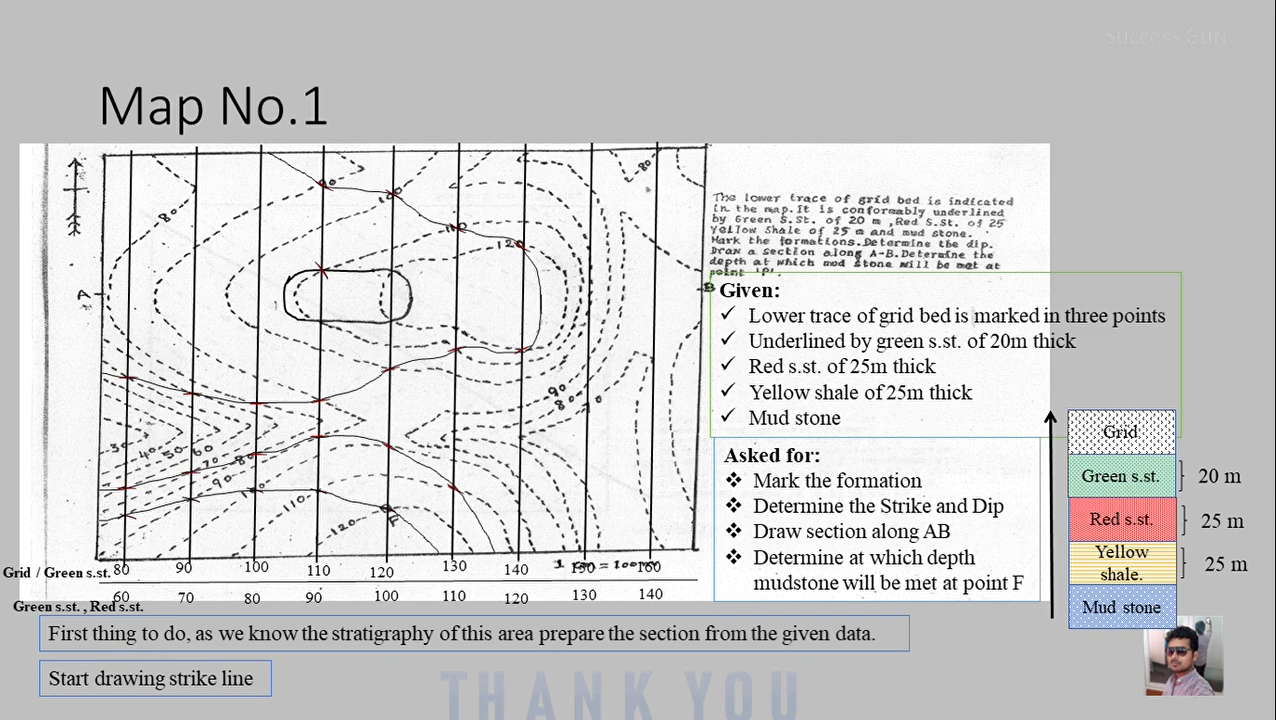 Success Guru
Map No.1
The lower trace of grid bed is indicated
in the map. It is conformably underlined
by Green S.St. of 20 m ,Red S.St. of 25
Yellow Shale of 25 m and mud stone.
Mark the formations. Determine the dip.
Draw a section along A-B. Determine the
depth at which mud stone will be met at
point 'F'.
80
90
100
110
120
80
A
B
Given:
✓ Lower trace of grid bed is marked in three points
✓ Underlined by green s.st. of 20m thick
✓ Red s.st. of 25m thick
✓ Yellow shale of 25m thick
✓ Mud stone
Asked for:
❖ Mark the formation
❖ Determine the Strike and Dip
❖ Draw section along AB
❖ Determine at which depth
mudstone will be met at point F
Grid
Green s.st. 20 m
Red s.st. 25 m
Yellow
shale. 25 m
Mud stone
90
80
70
30
40
50
60
70
80
90
100
110
120
F
1 cm = 100m
Grid / Green s.st. 80 90 100 110 120 130 140 150 160
60 70 80 90 100 110 120 130 140
Green s.st. , Red s.st.
First thing to do, as we know the stratigraphy of this area prepare the section from the given data.
Start drawing strike line
THANK YOU